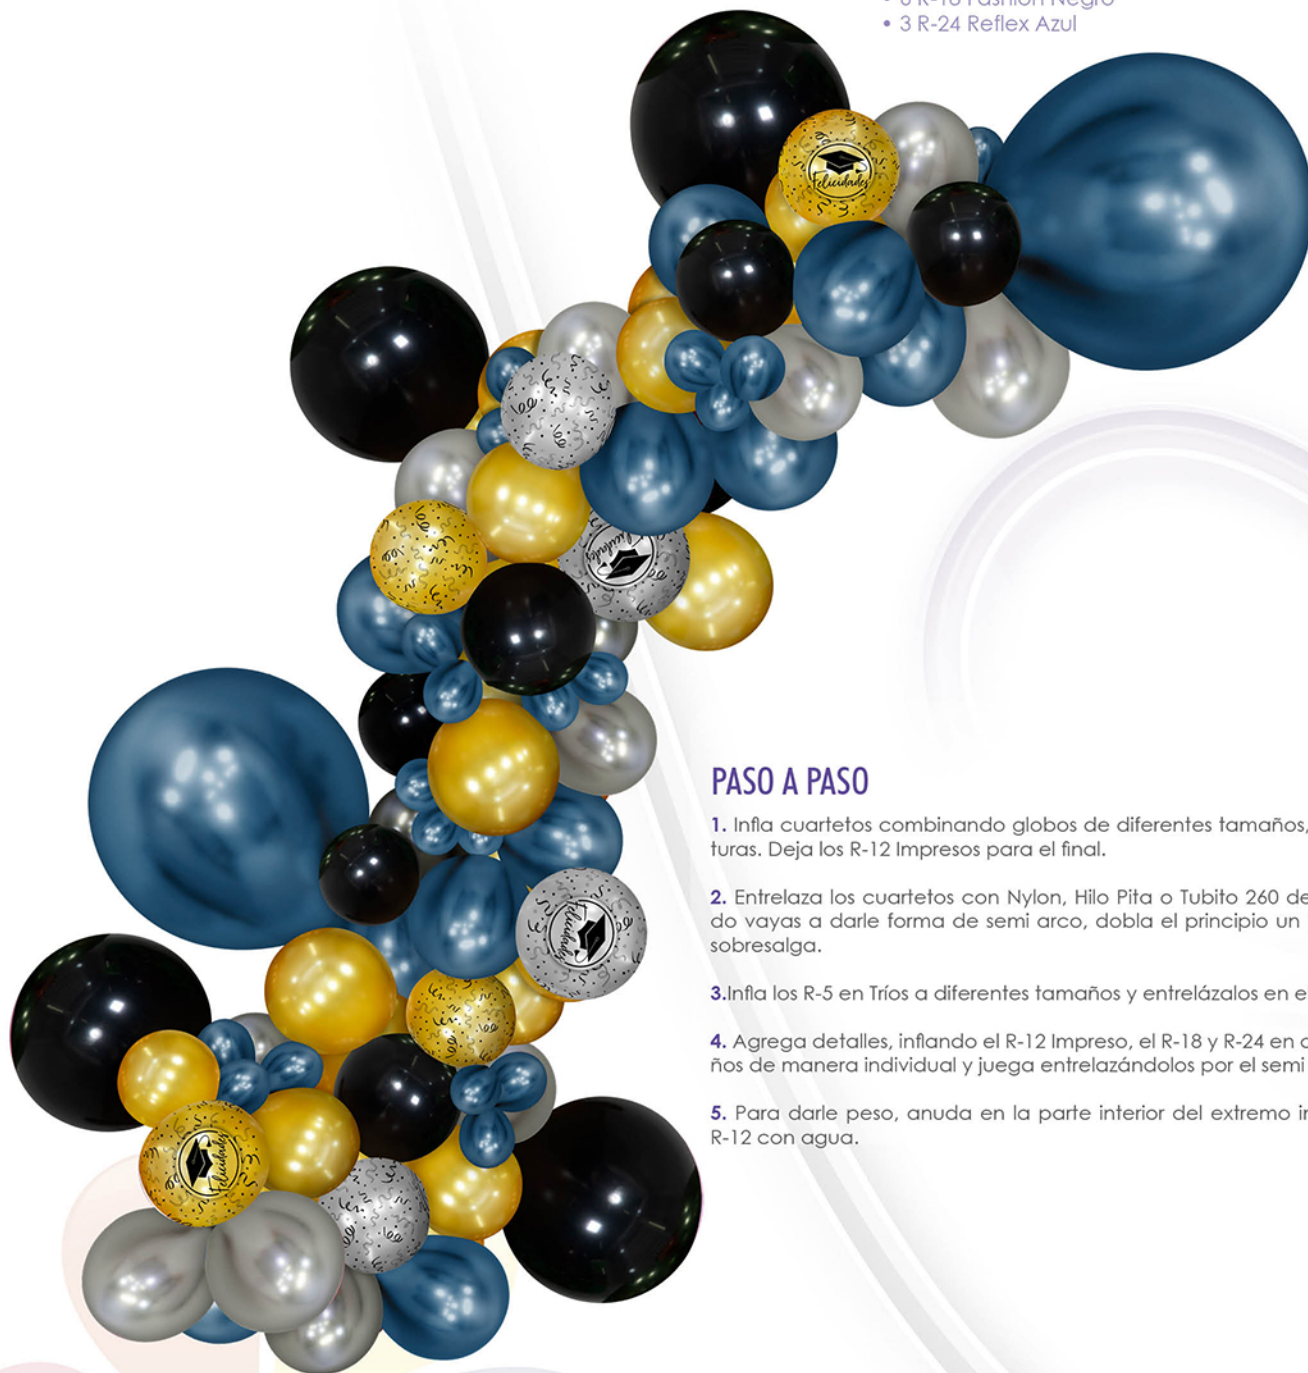 • 3 R-24 Reflex Azul
Felicidades
Felicidades
Felicidades
Felicidades
PASO A PASO
1. Infla cuartetos combinando globos de diferentes tamaños,
turas. Deja los R-12 Impresos para el final.
2. Entrelaza los cuartetos con Nylon, Hilo Pita o Tubito 260 de
do vayas a darle forma de semi arco, dobla el principio un
sobresalga.
3.Infla los R-5 en Tríos a diferentes tamaños y entrelázalos en e
4. Agrega detalles, inflando el R-12 Impreso, el R-18 y R-24 en
ños de manera individual y juega entrelazándolos por el semi
5. Para darle peso, anuda en la parte interior del extremo
R-12 con agua.